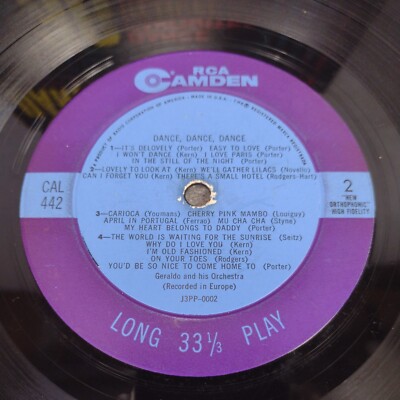 RCA
CAMDEN
MADE IN U.S.A.
DANCE, DANCE, DANCE
1—IT'S DELOVELY (Porter) EASY TO LOVE (Porter)
I WON'T DANCE (Kern) I LOVE PARIS (Porter)
IN THE STILL OF THE NIGHT (Porter)
2—LOVELY TO LOOK AT (Kern) WE'LL GATHER LILACS (Novello)
CAN I FORGET YOU (Kern) THERE'S A SMALL HOTEL (Rodgers-Hart)
CAL
442
2
"NEW
ORTHOPHONIC"
HIGH FIDELITY
3—CARIOCA (Youmans) CHERRY PINK MAMBO (Louiguy)
APRIL IN PORTUGAL (Ferrao) MU CHA CHA (Styne)
MY HEART BELONGS TO DADDY (Porter)
4—THE WORLD IS WAITING FOR THE SUNRISE (Seitz)
WHY DO I LOVE YOU (Kern)
I'M OLD FASHIONED (Kern)
ON YOUR TOES (Rodgers)
YOU'D BE SO NICE TO COME HOME TO (Porter)
Geraldo and his Orchestra
(Recorded in Europe)
J3PP-0002
LONG 33⅓ PLAY